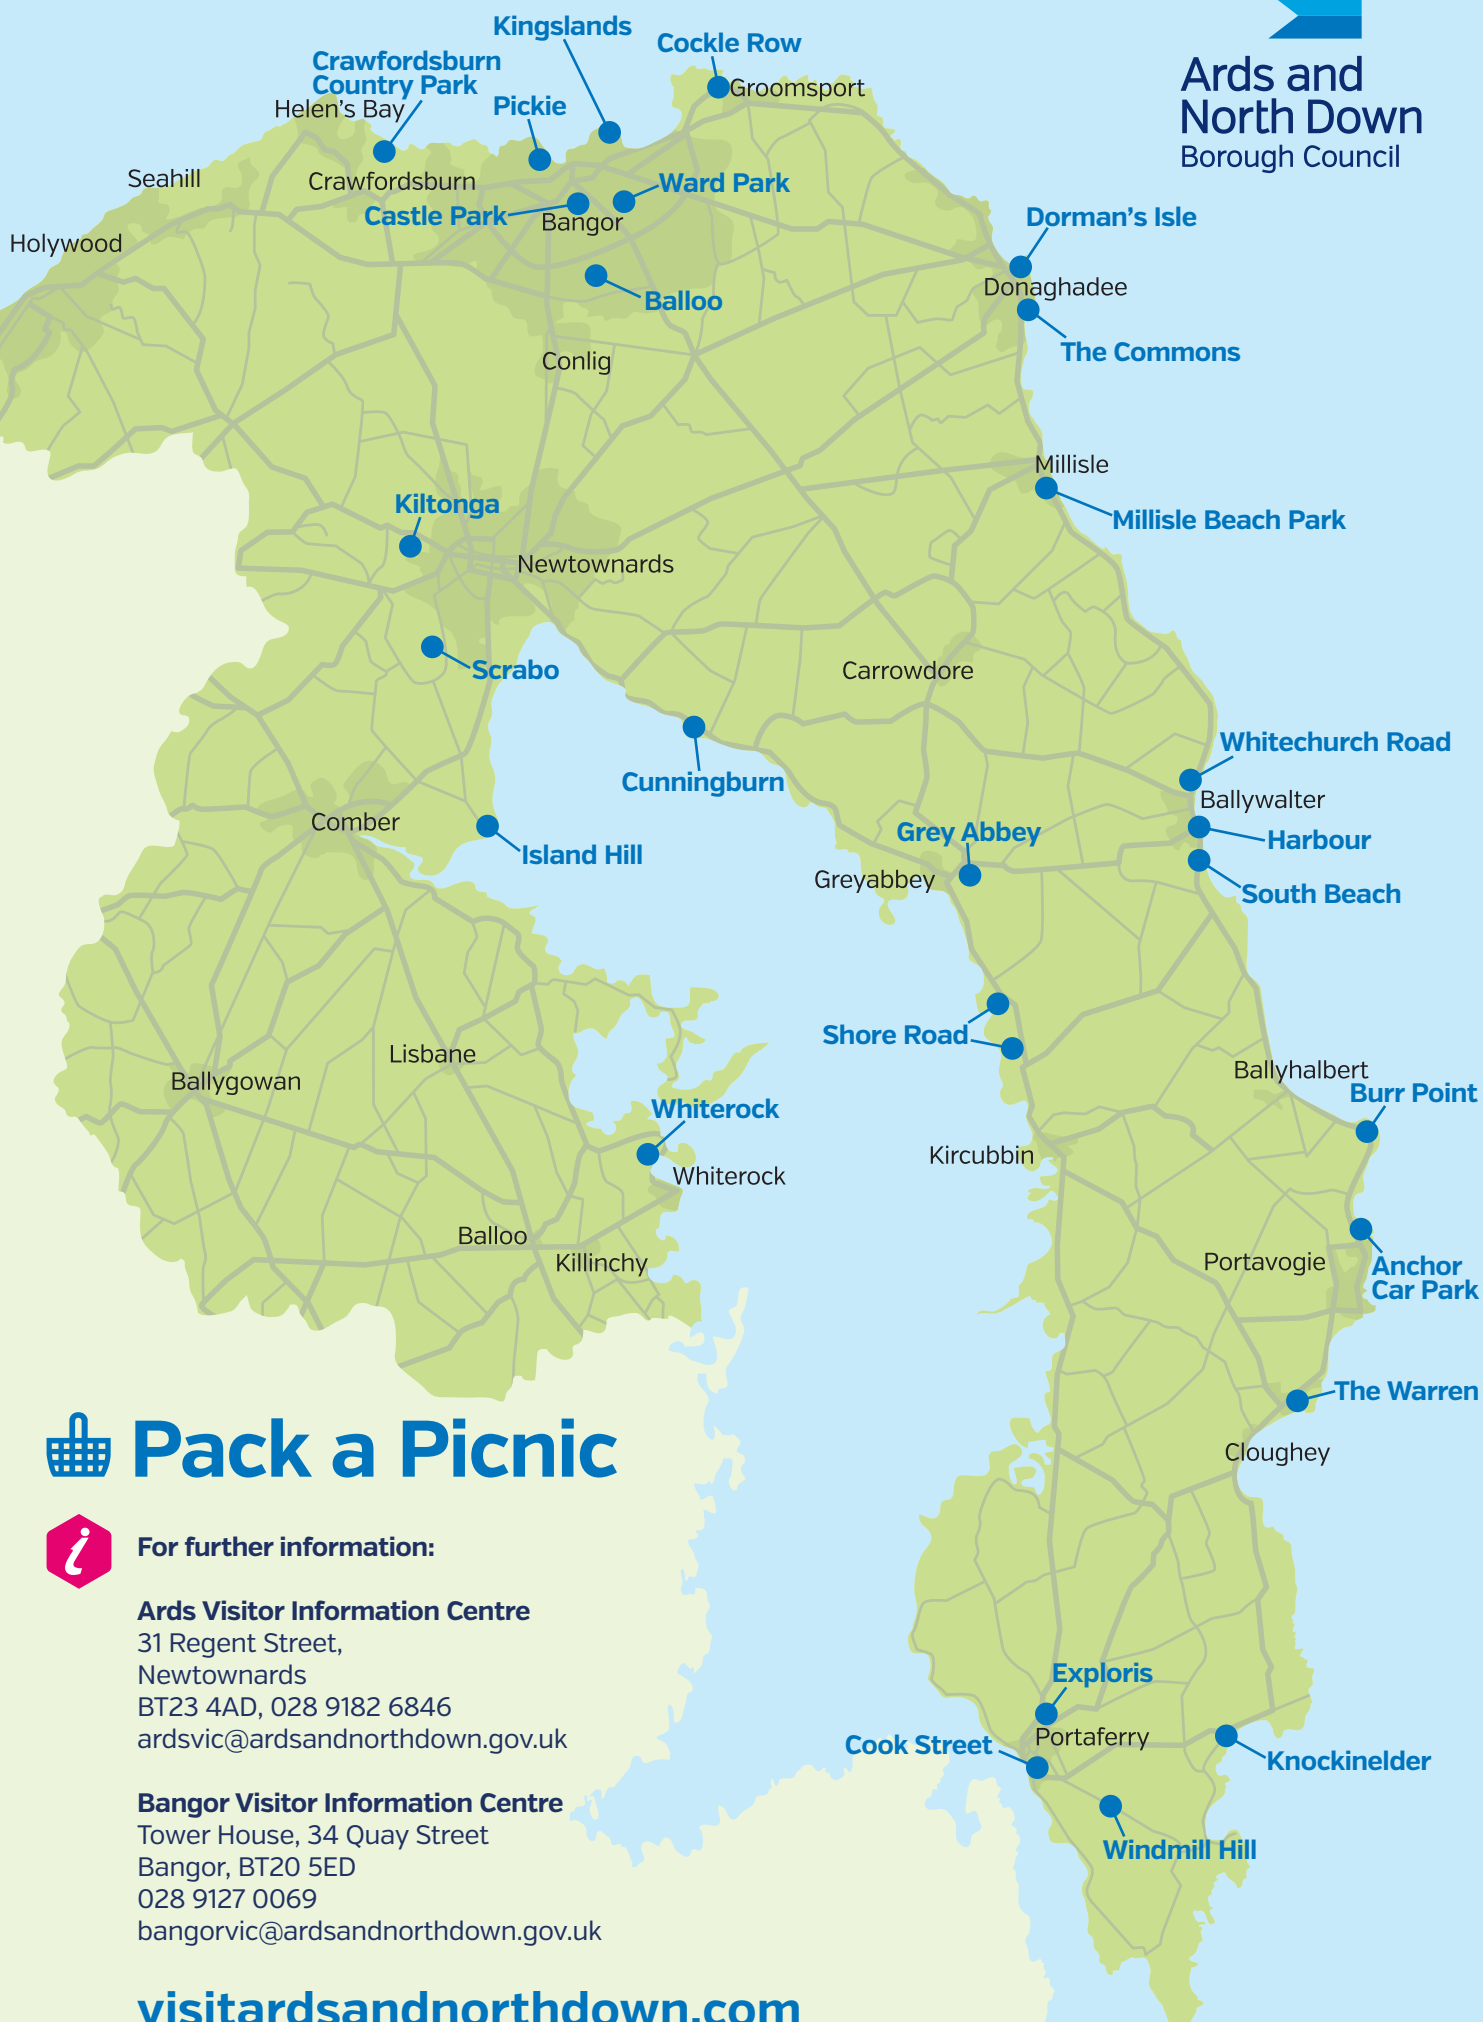 Kingslands
Cockle Row
Crawfordsburn
Country Park
Groomsport
Helen's Bay
Pickie
Ards and
North Down
Borough Council
Seahill
Crawfordsburn
Ward Park
Castle Park
Bangor
Dorman's Isle
Holywood
Donaghadee
Balloo
The Commons
Conlig
Millisle
Kiltonga
Millisle Beach Park
Newtownards
Scrabo
Carrowdore
Whitechurch Road
Cunningburn
Ballywalter
Comber
Grey Abbey
Harbour
Island Hill
Greyabbey
South Beach
Shore Road
Lisbane
Ballyhalbert
Ballygowan
Burr Point
Whiterock
Kircubbin
Whiterock
Balloo
Killinchy
Portavogie
Anchor
Car Park
The Warren
Pack a Picnic
Cloughey
i
For further information:
Ards Visitor Information Centre
31 Regent Street,
Newtownards
BT23 4AD, 028 9182 6846
ardsvic@ardsandnorthdown.gov.uk
Exploris
Portaferry
Cook Street
Knockinelder
Windmill Hill
Bangor Visitor Information Centre
Tower House, 34 Quay Street
Bangor, BT20 5ED
028 9127 0069
bangorvic@ardsandnorthdown.gov.uk
visitardsandnorthdown.com